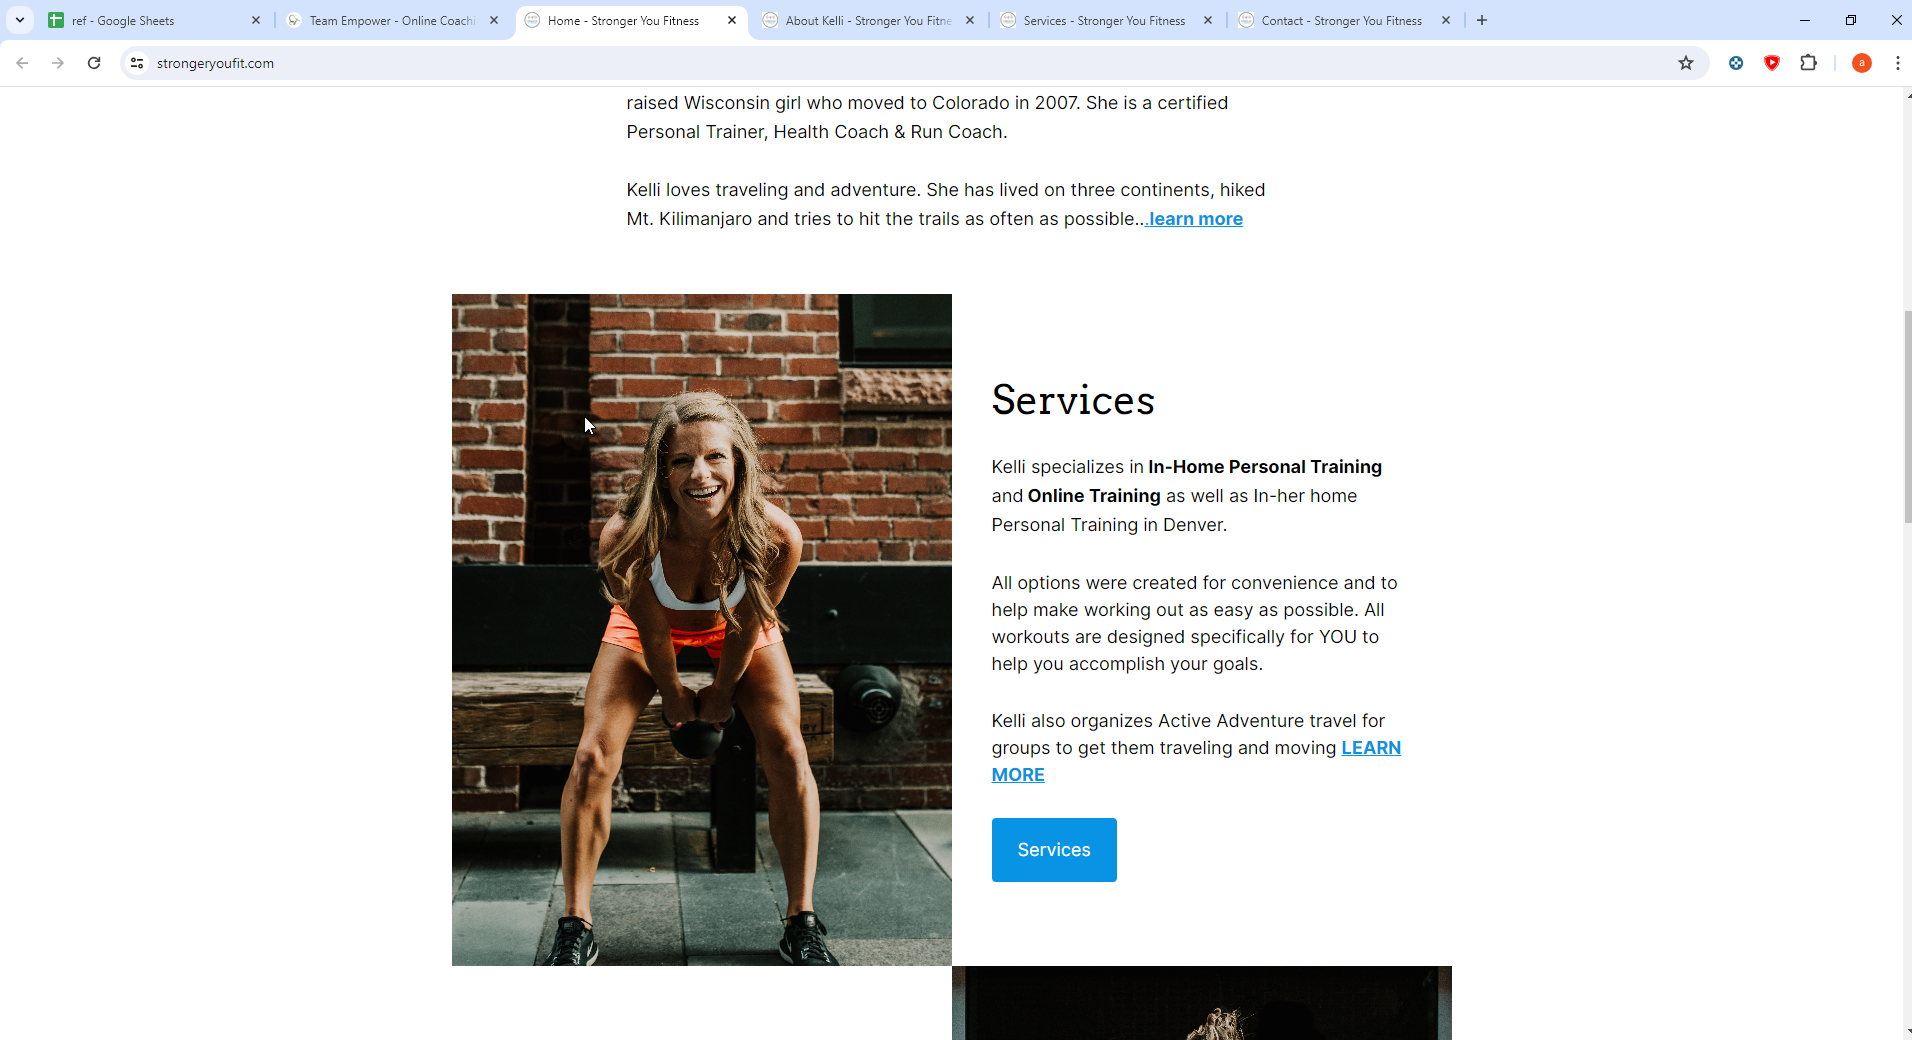 ref - Google Sheets
Team Empower - Online Coachi
Home - Stronger You Fitness
About Kelli - Stronger You Fitne
Services - Stronger You Fitness
Contact - Stronger You Fitness
strongeryoufit.com
a
raised Wisconsin girl who moved to Colorado in 2007. She is a certified
Personal Trainer, Health Coach & Run Coach.
Kelli loves traveling and adventure. She has lived on three continents, hiked
Mt. Kilimanjaro and tries to hit the trails as often as possible...learn more
Services
Kelli specializes in In-Home Personal Training
and Online Training as well as In-her home
Personal Training in Denver.
All options were created for convenience and to
help make working out as easy as possible. All
workouts are designed specifically for YOU to
help you accomplish your goals.
Kelli also organizes Active Adventure travel for
groups to get them traveling and moving LEARN
MORE
Services